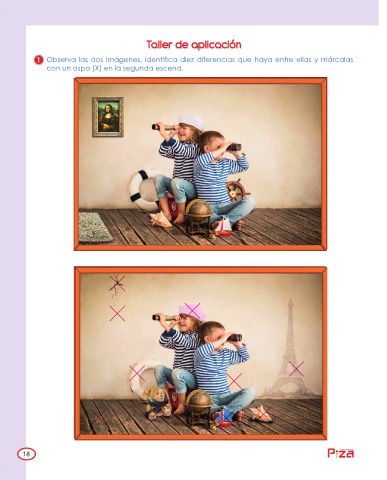 Taller de aplicación
1 Observa las dos imágenes, identifica diez diferencias que haya entre ellas y márcalas
con un aspa (X) en la segunda escena.
18
Piza